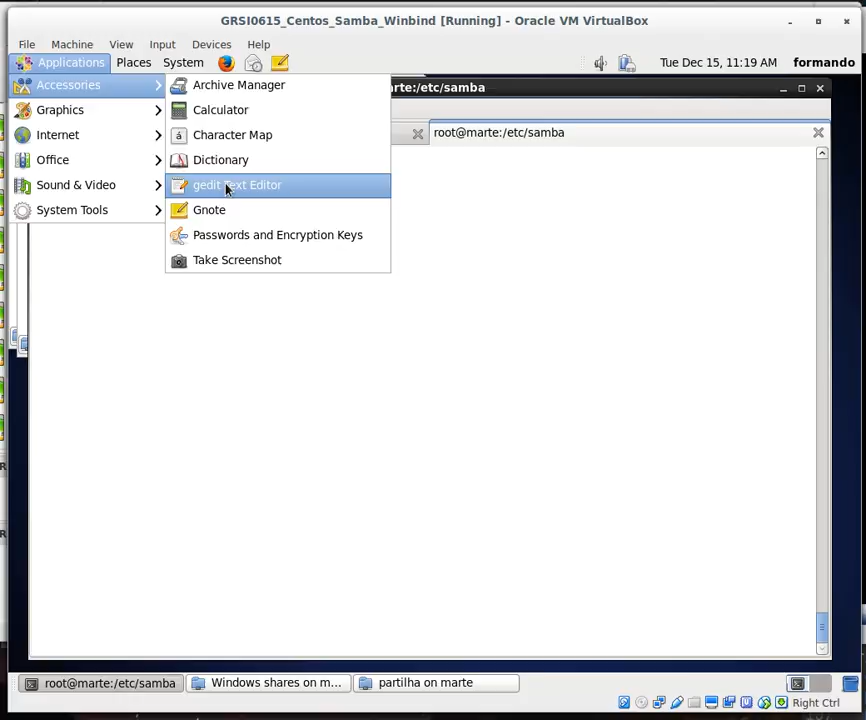 GRSI0615_Centos_Samba_Winbind [Running] - Oracle VM VirtualBox
File Machine View Input Devices Help
Applications Places System Tue Dec 15, 11:19 AM formando
Accessories
Graphics
Internet
Office
Sound & Video
System Tools
Archive Manager
Calculator
Character Map
Dictionary
gedit Text Editor
Gnote
Passwords and Encryption Keys
Take Screenshot
arte:/etc/samba
root@marte:/etc/samba
root@marte:/etc/samba Windows shares on m... partilha on marte
Right Ctrl